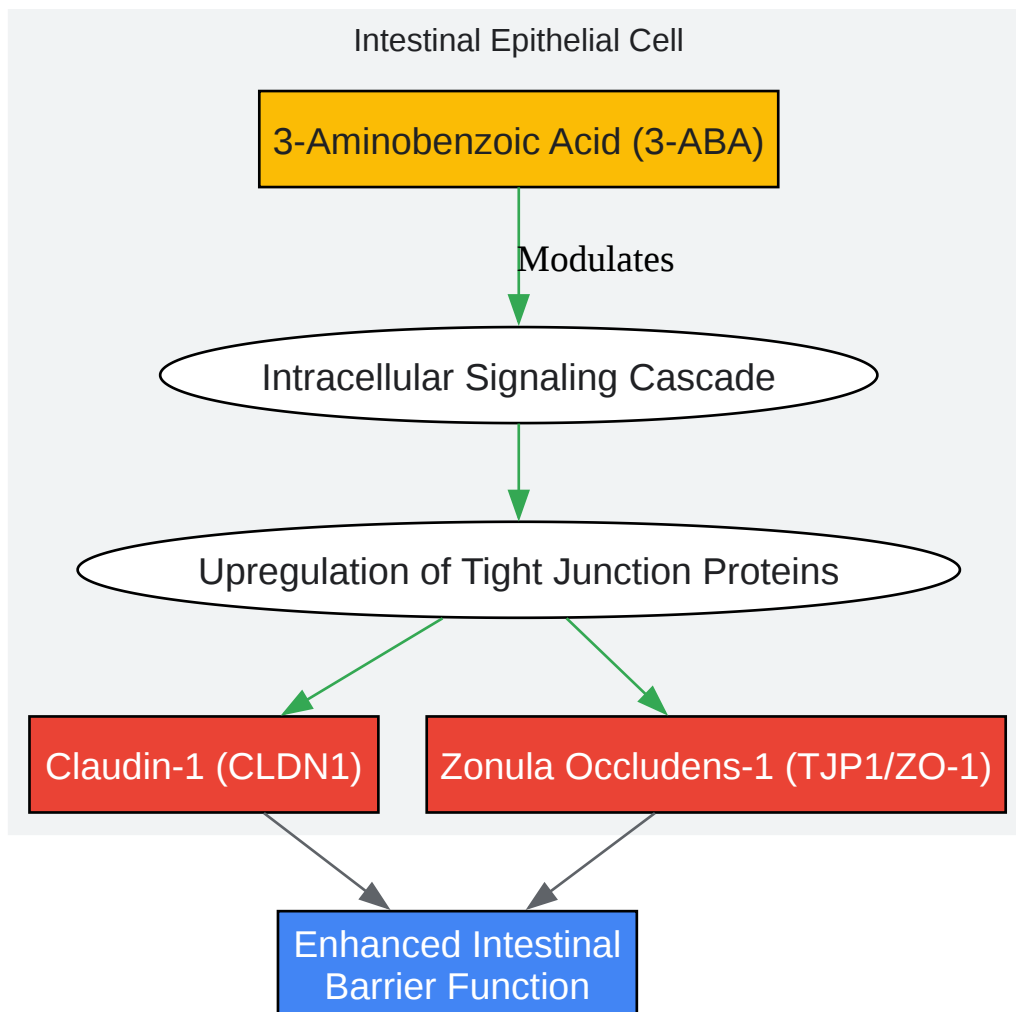 Intestinal Epithelial Cell
3-Aminobenzoic Acid (3-ABA)
Modulates
Intracellular Signaling Cascade
Upregulation of Tight Junction Proteins
Claudin-1 (CLDN1)
Zonula Occludens-1 (TJP1/ZO-1)
Enhanced Intestinal
Barrier Function